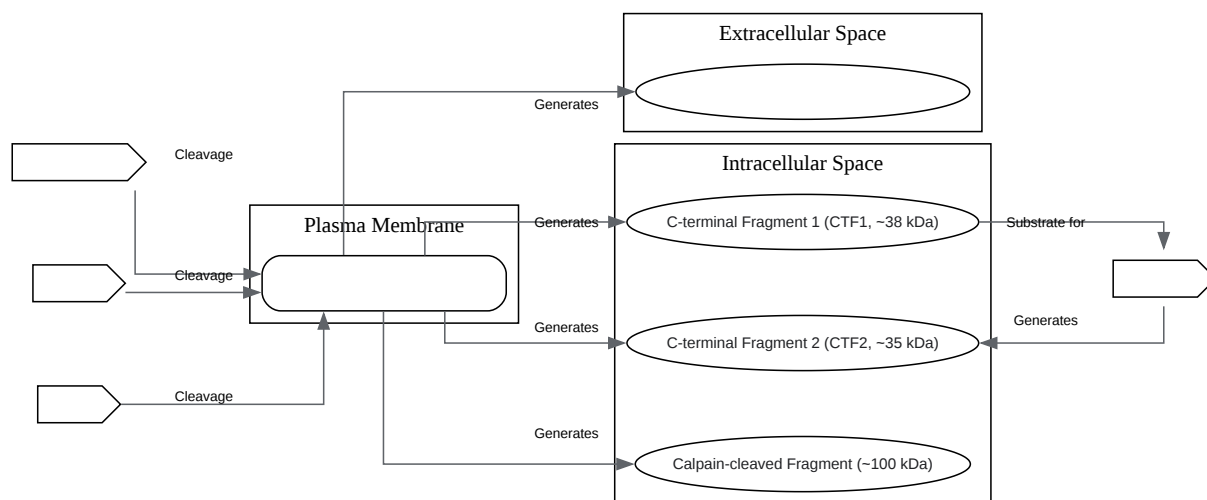 Extracellular Space
Generates
Cleavage
Intracellular Space
Plasma Membrane
Generates
C-terminal Fragment 1 (CTF1, ~38 kDa)
Substrate for
Cleavage
Generates
C-terminal Fragment 2 (CTF2, ~35 kDa)
Generates
Cleavage
Generates
Calpain-cleaved Fragment (~100 kDa)